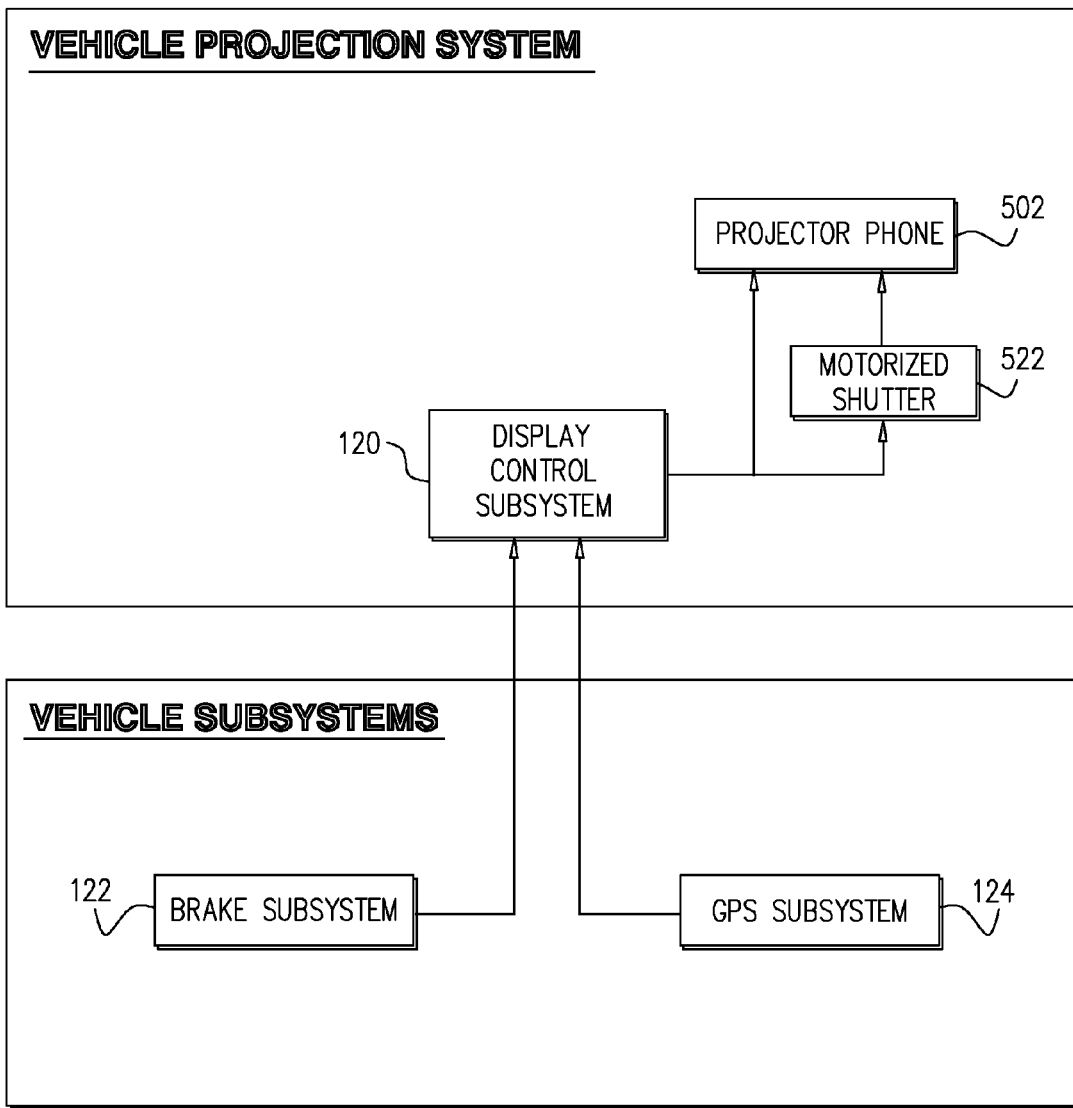 VEHICLE PROJECTION SYSTEM
PROJECTOR PHONE
502
MOTORIZED
SHUTTER
522
120
DISPLAY
CONTROL
SUBSYSTEM
VEHICLE SUBSYSTEMS
122
BRAKE SUBSYSTEM
GPS SUBSYSTEM
124